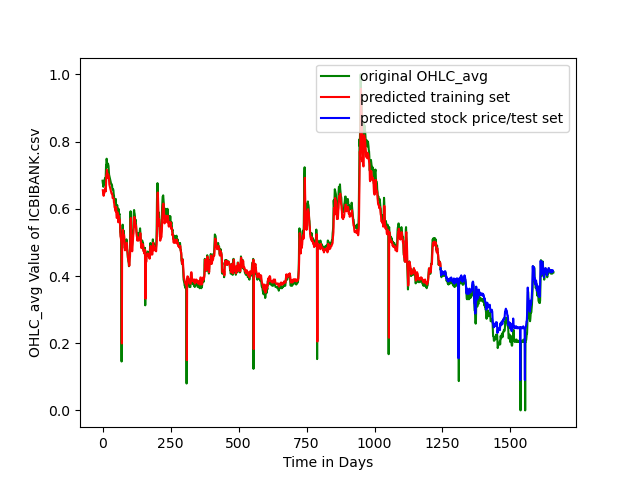 original OHLC_avg
predicted training set
predicted stock price/test set
OHLC_avg Value of ICBIBANK.csv
1.0
0.8
0.6
0.4
0.2
0.0
0 250 500 750 1000 1250 1500
Time in Days